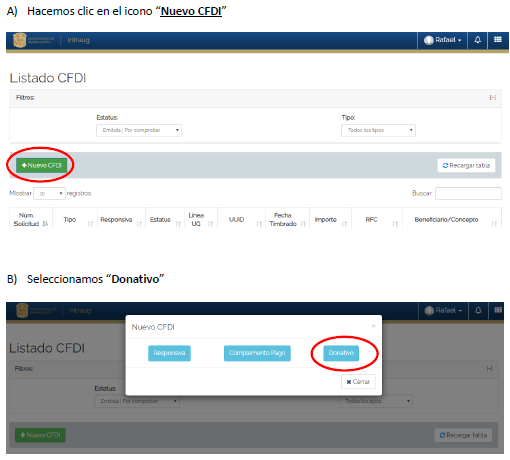 A) Hacemos clic en el icono “Nuevo CFDI”
Intraug
Rafael
Listado CFDI
Filtros:
[-]
Estatus:
Tipo:
Emitida | Por comprobar
Todos los tipos
+ Nuevo CFDI
Recargar tabla
Mostrar 10 registros
Buscar:
Núm. Solicitud Tipo Responsiva Estatus Linea UG UUID Fecha Timbrado Importe RFC Beneficiario/Concepto
B) Seleccionamos “Donativo”
Intraug
Rafael
Nuevo CFDI
×
Responsiva
Complemento Pago
Donativo
× Cerrar
Listado CFDI
Filtros:
[-]
Estatus:
Emitida | Por comprobar
Todos los tipos
+ Nuevo CFDI
Recargar tabla